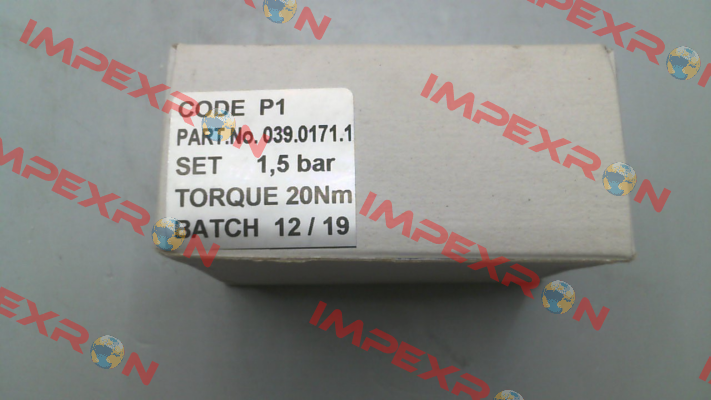 CODE P1
PART.No. 039.0171.1
SET 1,5 bar
TORQUE 20Nm
BATCH 12 / 19
IMPEXRON
IMPEXRON
IMPEXRON
IMPEXRON
IMPEXRON
IMPEXRON
IMPEXRON